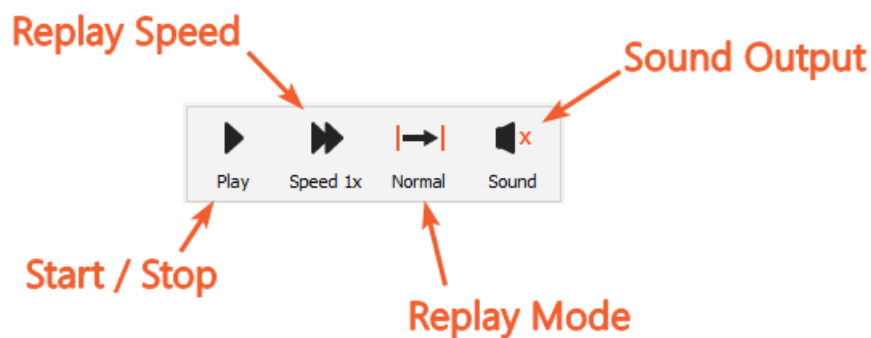 Replay Speed
Sound Output
x
Play
Speed 1x
Normal
Sound
Start / Stop
Replay Mode